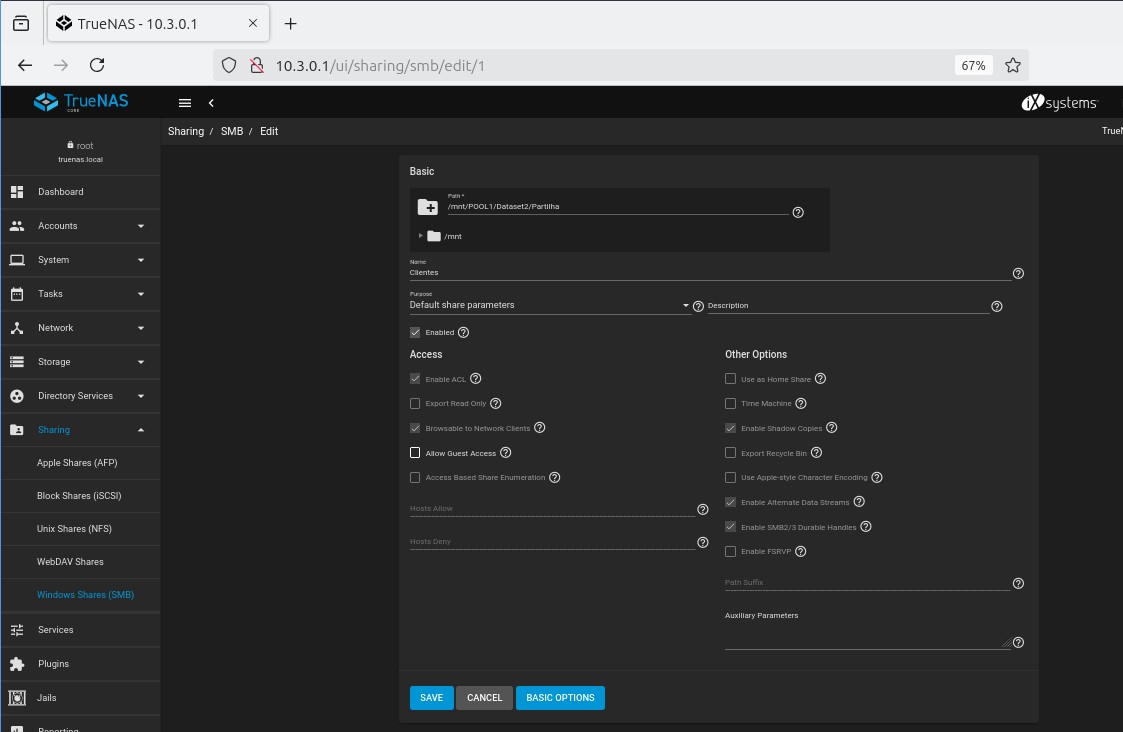 TrueNAS - 10.3.0.1
10.3.0.1/ui/sharing/smb/edit/1
67%
TrueNAS
CORE
iXsystems
root
truenas.local
Sharing / SMB / Edit
TrueN
Dashboard
Accounts
System
Tasks
Network
Storage
Directory Services
Sharing
Apple Shares (AFP)
Block Shares (iSCSI)
Unix Shares (NFS)
WebDAV Shares
Windows Shares (SMB)
Services
Plugins
Jails
Reporting
Basic
Path *
/mnt/POOL1/Dataset2/Partilha
/mnt
Name
Clientes
Purpose
Default share parameters
Description
Enabled
Access
Enable ACL
Export Read Only
Browsable to Network Clients
Allow Guest Access
Access Based Share Enumeration
Hosts Allow
Hosts Deny
Other Options
Use as Home Share
Time Machine
Enable Shadow Copies
Export Recycle Bin
Use Apple-style Character Encoding
Enable Alternate Data Streams
Enable SMB2/3 Durable Handles
Enable FSRVP
Path Suffix
Auxiliary Parameters
SAVE
CANCEL
BASIC OPTIONS